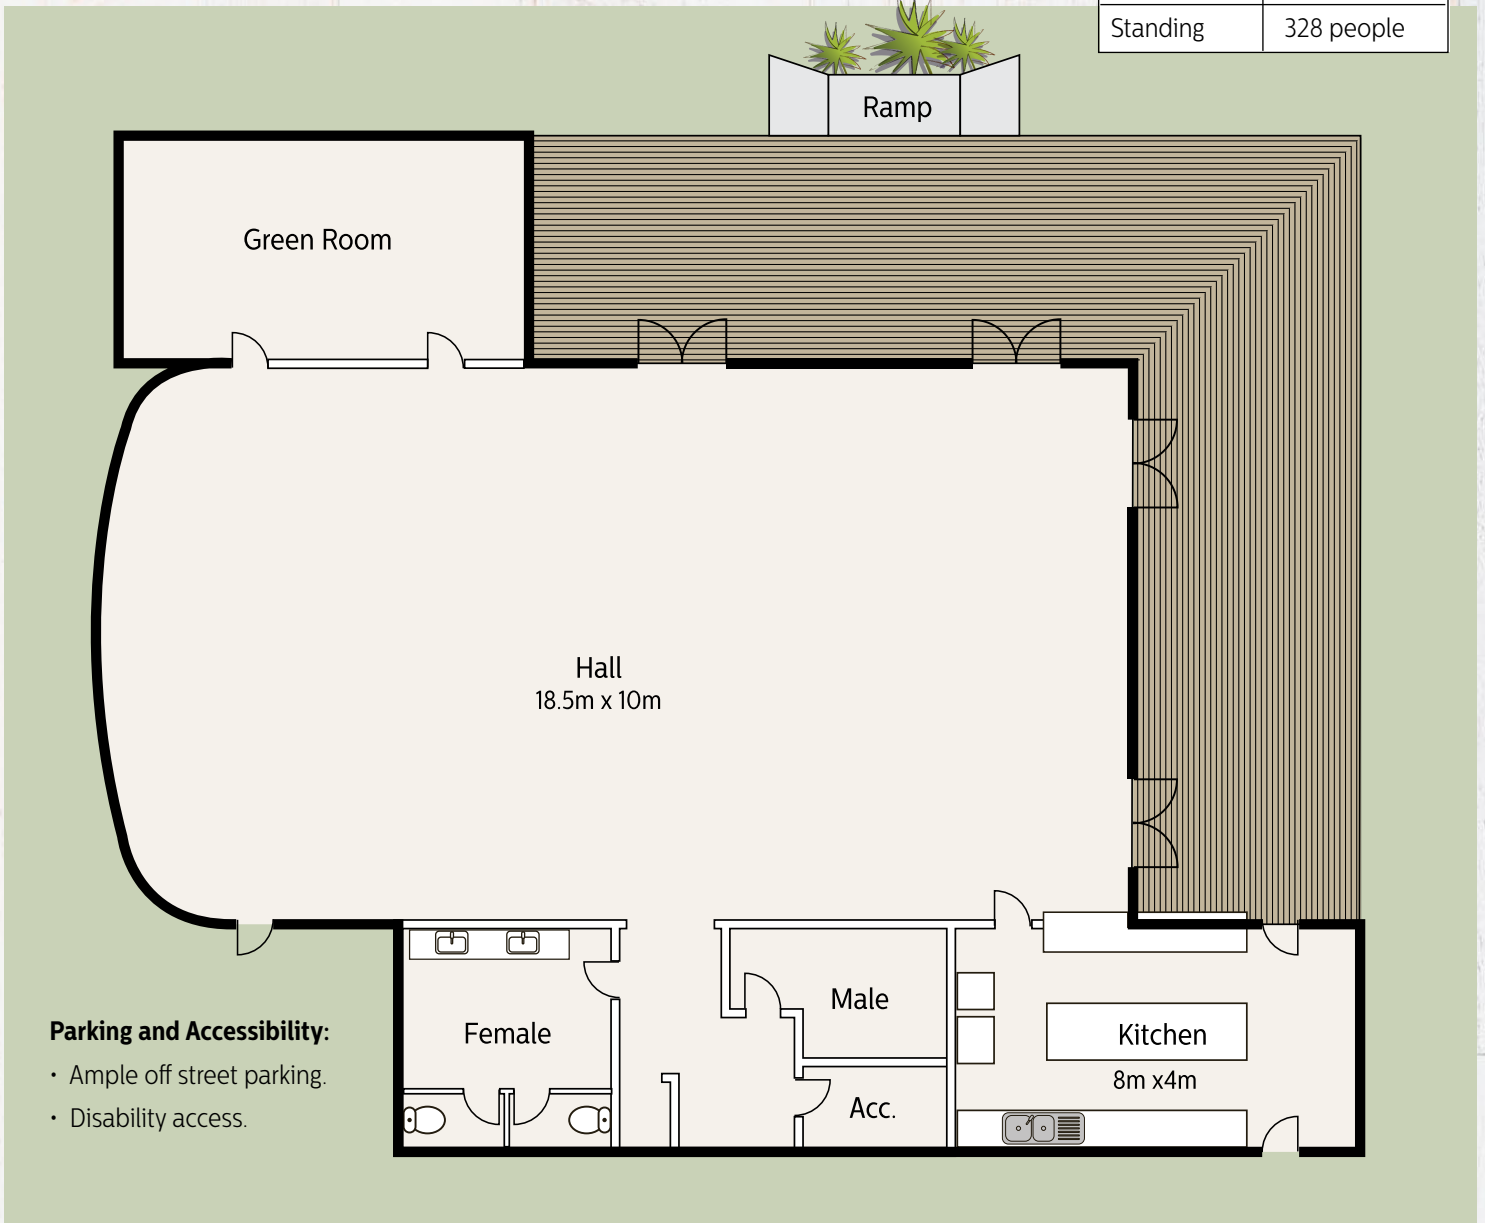 Standing 328 people
Ramp
Green Room
Hall
18.5m x 10m
Male
Female
Kitchen
8m x4m
Acc.
Parking and Accessibility:
• Ample off street parking.
• Disability access.